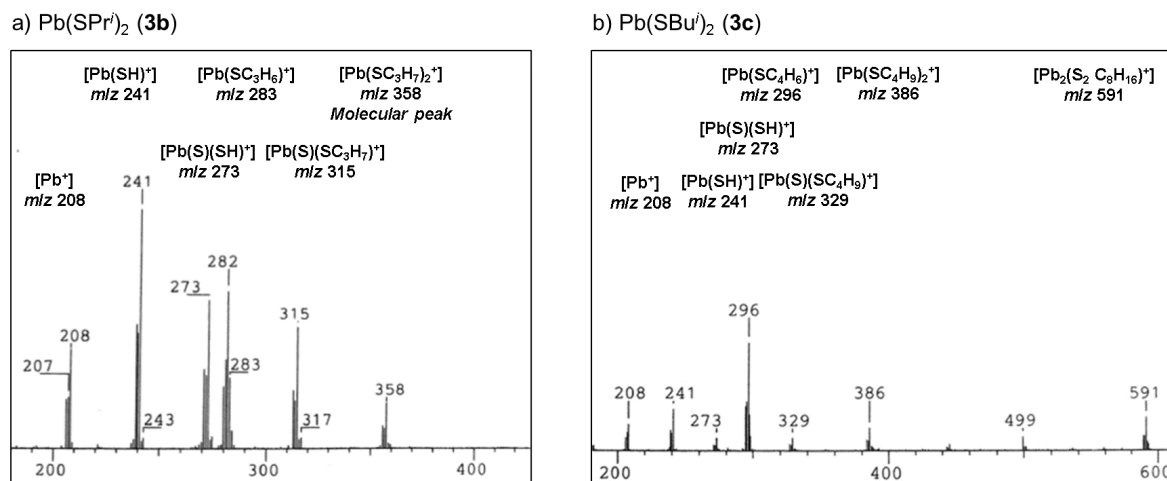 a) Pb(SPrⁱ)₂ (3b)
[Pb(SH)⁺]
m/z 241
[Pb(SC₃H₆)⁺]
m/z 283
[Pb(SC₃H₇)₂⁺]
m/z 358
Molecular peak
[Pb(S)(SH)⁺]
m/z 273
[Pb(S)(SC₃H₇)⁺]
m/z 315
[Pb⁺]
m/z 208
241
282
273
315
208
207
283
358
243
317
200 300 400
b) Pb(SBuⁱ)₂ (3c)
[Pb(SC₄H₆)⁺]
m/z 296
[Pb(SC₄H₉)₂⁺]
m/z 386
[Pb₂(S₂ C₈H₁₆)⁺]
m/z 591
[Pb(S)(SH)⁺]
m/z 273
[Pb⁺]
m/z 208
[Pb(SH)⁺]
m/z 241
[Pb(S)(SC₄H₉)⁺]
m/z 329
296
208
241
386
591
273
329
499
200 400 600